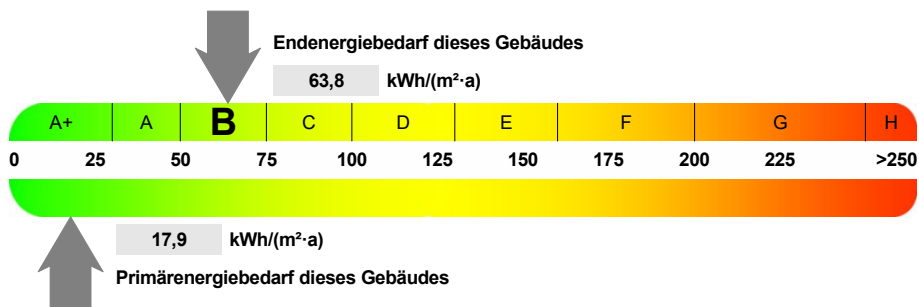 Endenergiebedarf dieses Gebäudes
63,8 kWh/(m²·a)
A+ A B C D E F G H
0 25 50 75 100 125 150 175 200 225 >250
17,9 kWh/(m²·a)
Primärenergiebedarf dieses Gebäudes